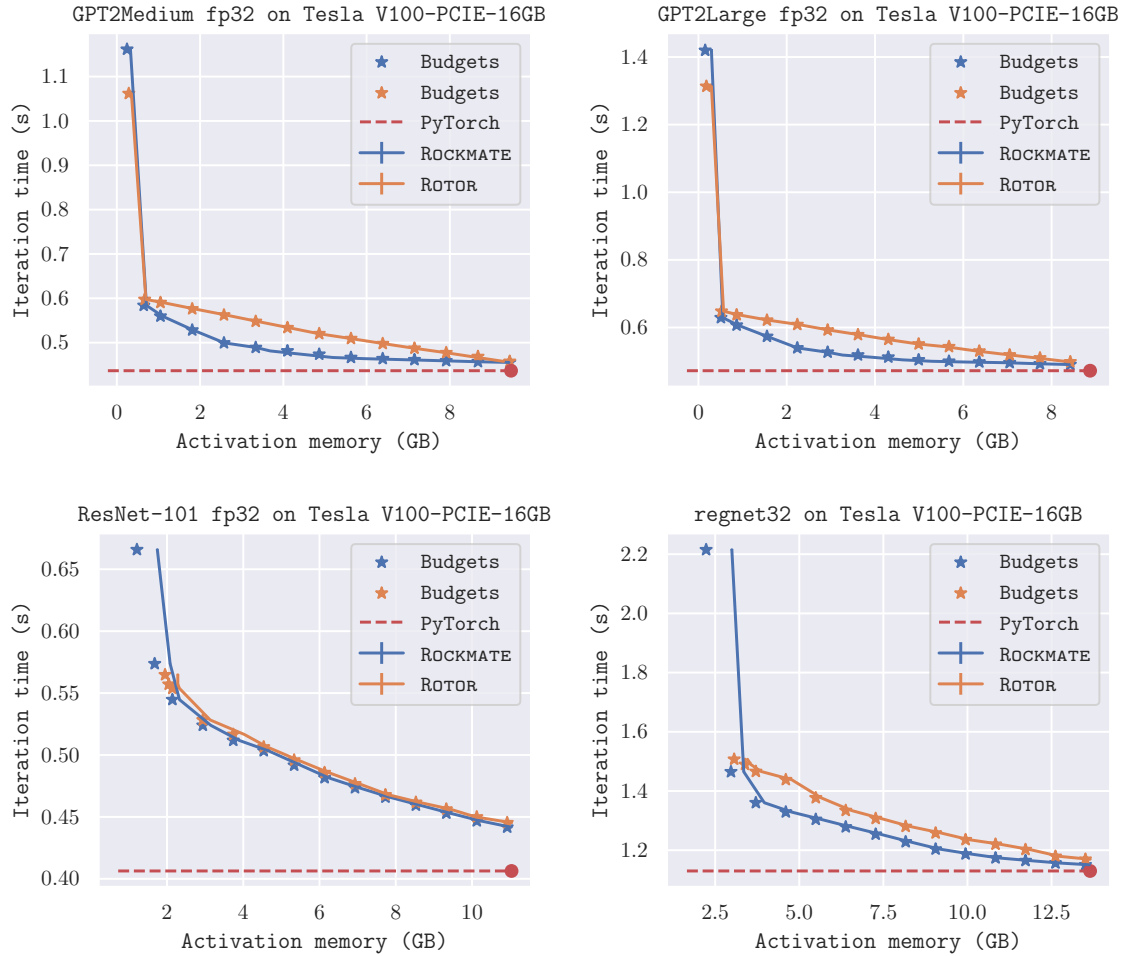 GPT2Medium fp32 on Tesla V100-PCIE-16GB
Iteration time (s)
1.1
1.0
0.9
0.8
0.7
0.6
0.5
Budgets
Budgets
PyTorch
ROCKMATE
ROTOR
0
2
4
6
8
Activation memory (GB)
GPT2Large fp32 on Tesla V100-PCIE-16GB
Iteration time (s)
1.4
1.2
1.0
0.8
0.6
Budgets
Budgets
PyTorch
ROCKMATE
ROTOR
0
2
4
6
8
Activation memory (GB)
ResNet-101 fp32 on Tesla V100-PCIE-16GB
Iteration time (s)
0.65
0.60
0.55
0.50
0.45
0.40
Budgets
Budgets
PyTorch
ROCKMATE
ROTOR
2
4
6
8
10
Activation memory (GB)
regnet32 on Tesla V100-PCIE-16GB
Iteration time (s)
2.2
2.0
1.8
1.6
1.4
1.2
Budgets
Budgets
PyTorch
ROCKMATE
ROTOR
2.5
5.0
7.5
10.0
12.5
Activation memory (GB)